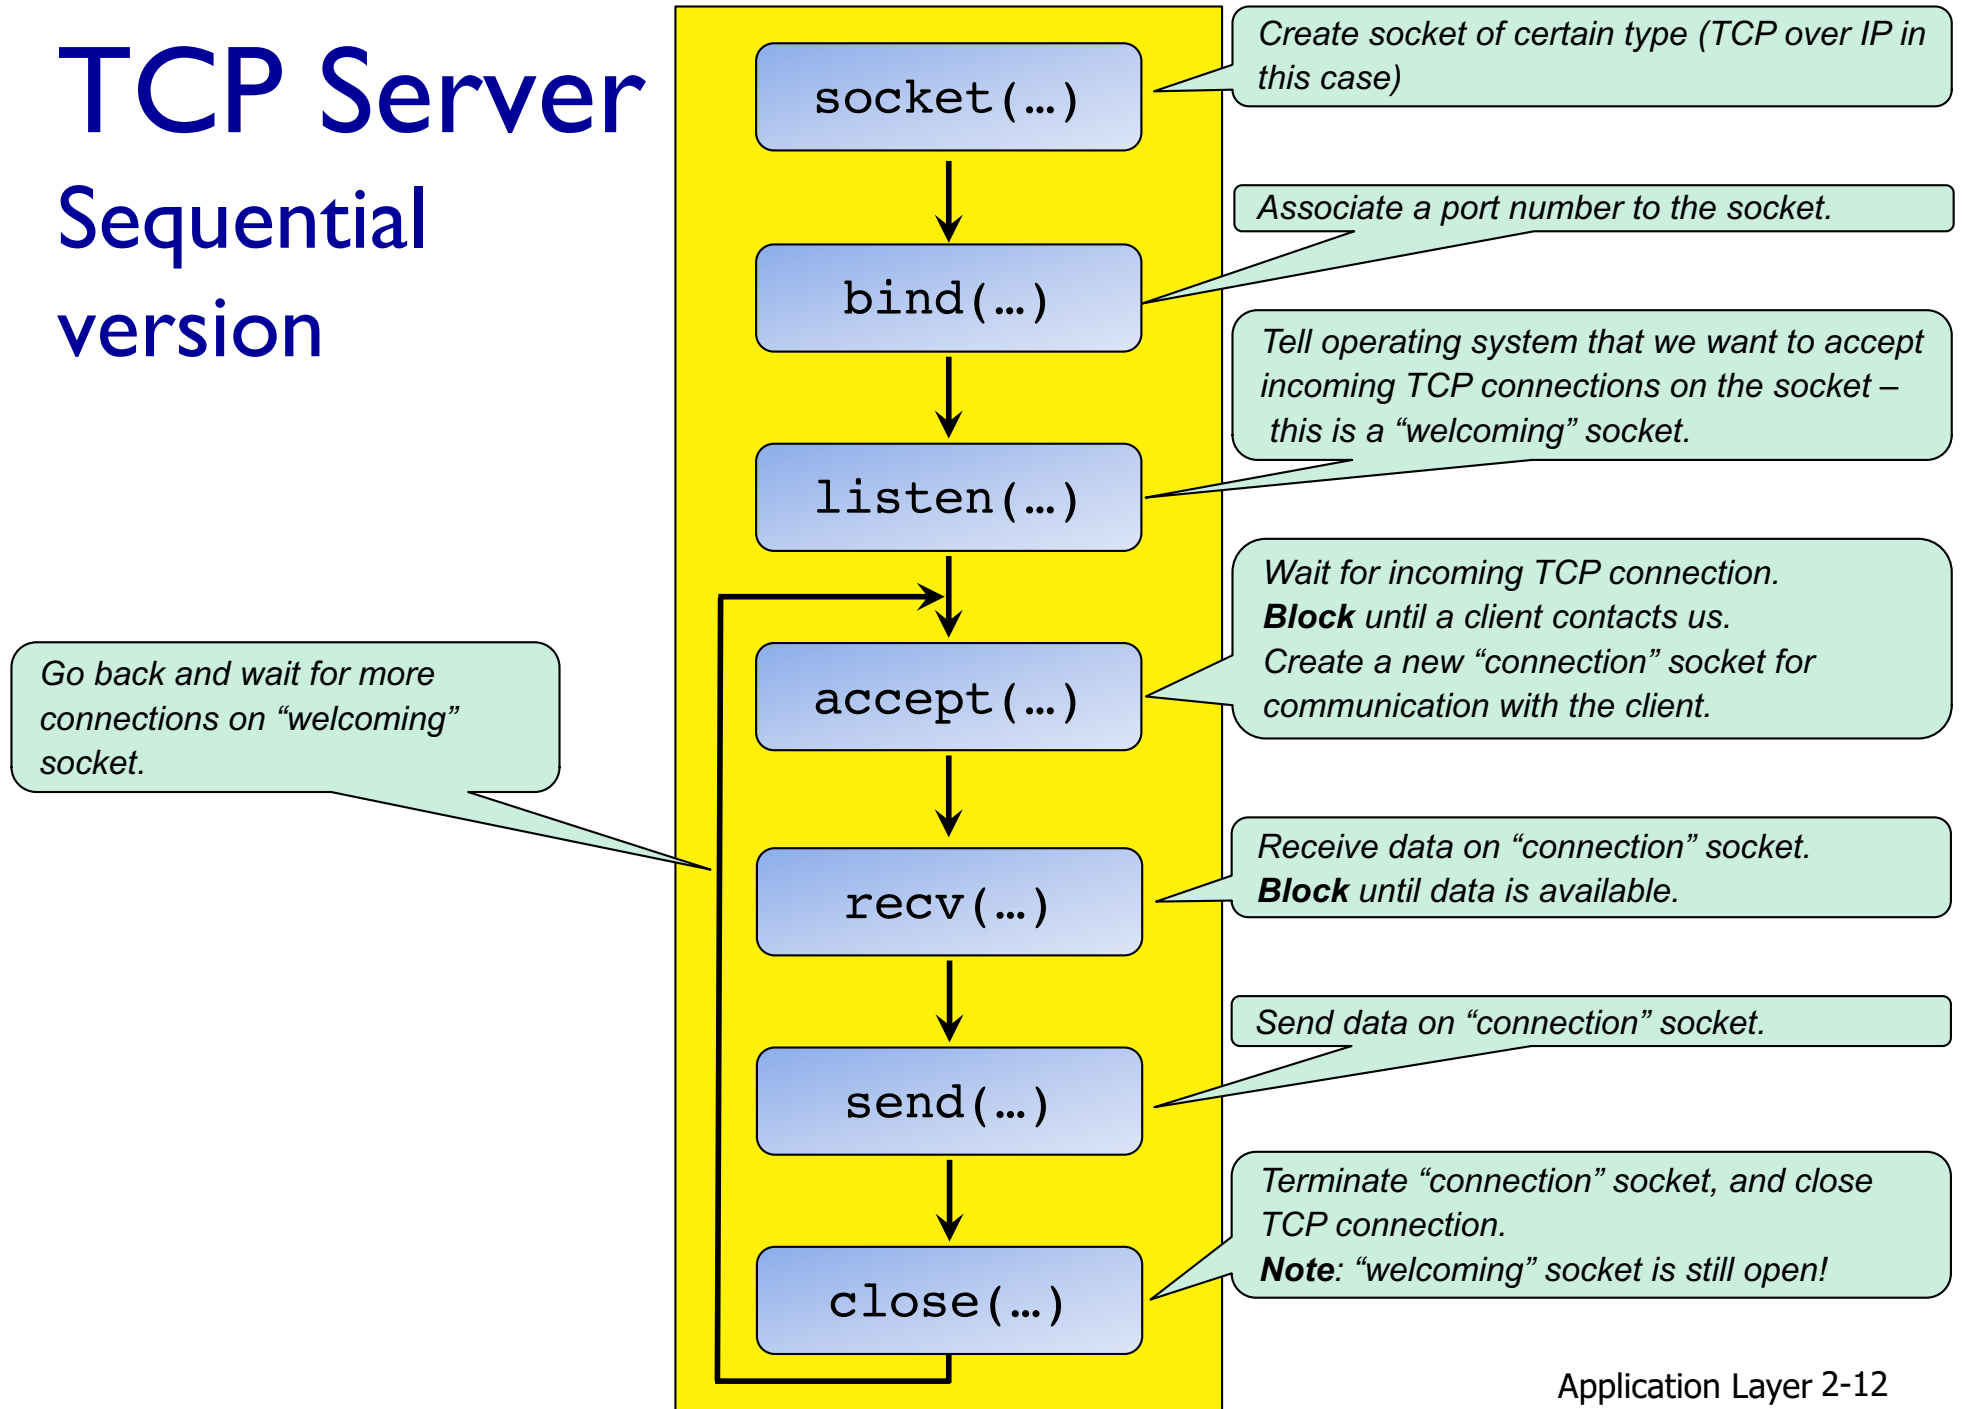 TCP Server
Sequential
version
socket(…)
Create socket of certain type (TCP over IP in
this case)
bind(…)
Associate a port number to the socket.
listen(…)
Tell operating system that we want to accept
incoming TCP connections on the socket –
this is a “welcoming” socket.
accept(…)
Wait for incoming TCP connection.
Block until a client contacts us.
Create a new “connection” socket for
communication with the client.
Go back and wait for more
connections on “welcoming”
socket.
recv(…)
Receive data on “connection” socket.
Block until data is available.
send(…)
Send data on “connection” socket.
close(…)
Terminate “connection” socket, and close
TCP connection.
Note: “welcoming” socket is still open!
Application Layer 2-12